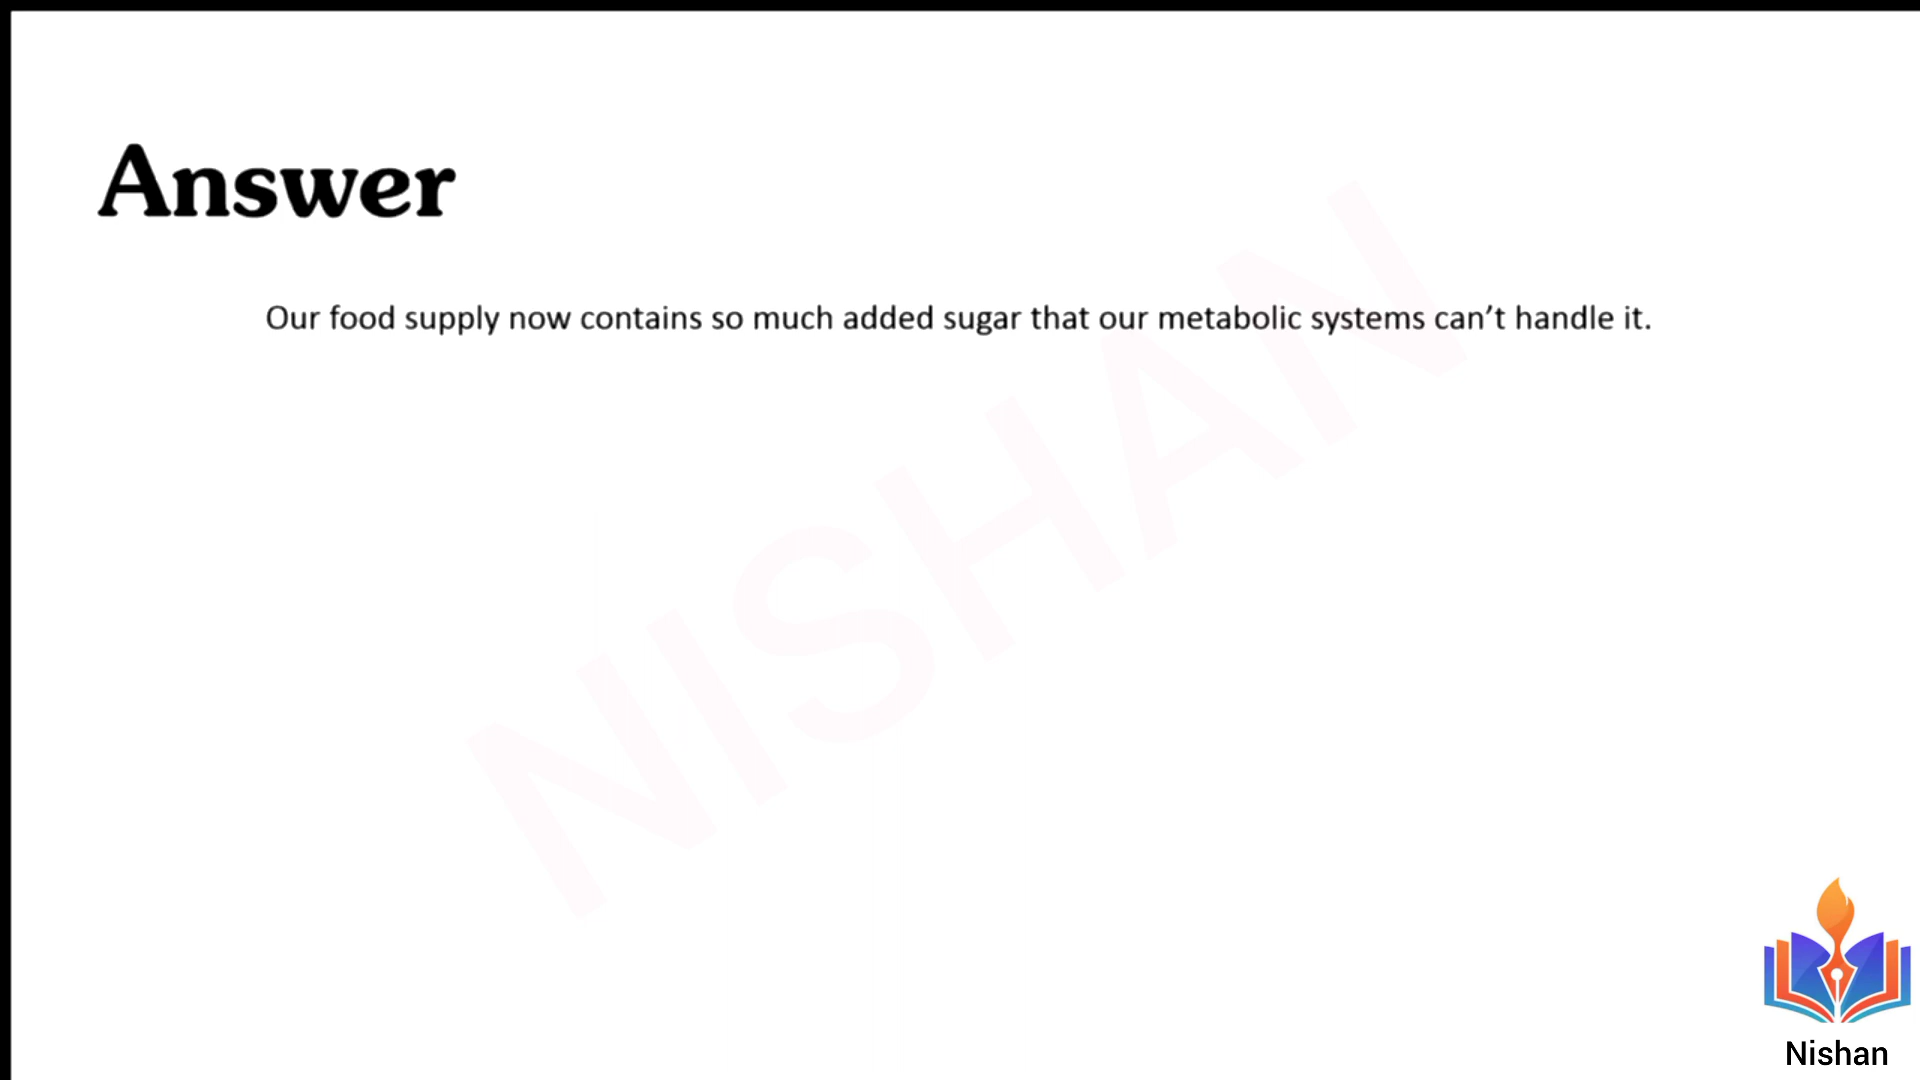 Answer
Our food supply now contains so much added sugar that our metabolic systems can’t handle it.
NISHAN
Nishan